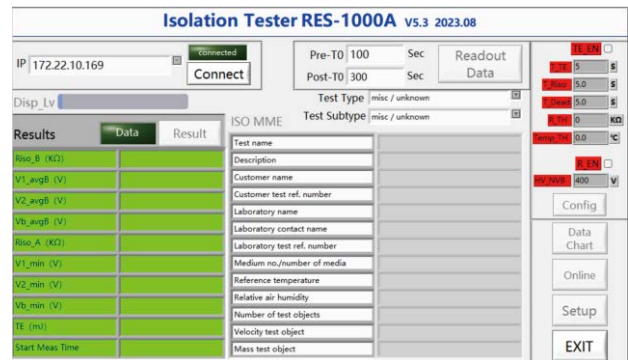 Isolation Tester RES-1000A V5.3 2023.08
IP 172.22.10.169
connected
Connect
Pre-T0 100 Sec
Post-T0 300 Sec
Readout Data
Disp_Lv
Test Type misc / unknown
Test Subtype misc / unknown
ISO MME
Results
Data
Result
Riso_B (KΩ)
V1_avgB (V)
V2_avgB (V)
Vb_avgB (V)
Riso_A (KΩ)
V1_min (V)
V2_min (V)
Vb_min (V)
TE (mJ)
Start Meas Time
Test name
Description
Customer name
Customer test ref. number
Laboratory name
Laboratory contact name
Laboratory test ref. number
Medium no./number of media
Reference temperature
Relative air humidity
Number of test objects
Velocity test object
Mass test object
TE_EN
T_TE 5 S
T_Riso 5.0 S
T_Dead 5.0 S
R_TH 0 KΩ
Temp_TH 0.0 °C
R_EN
HV_NVB 400 V
Config
Data
Chart
Online
Setup
EXIT